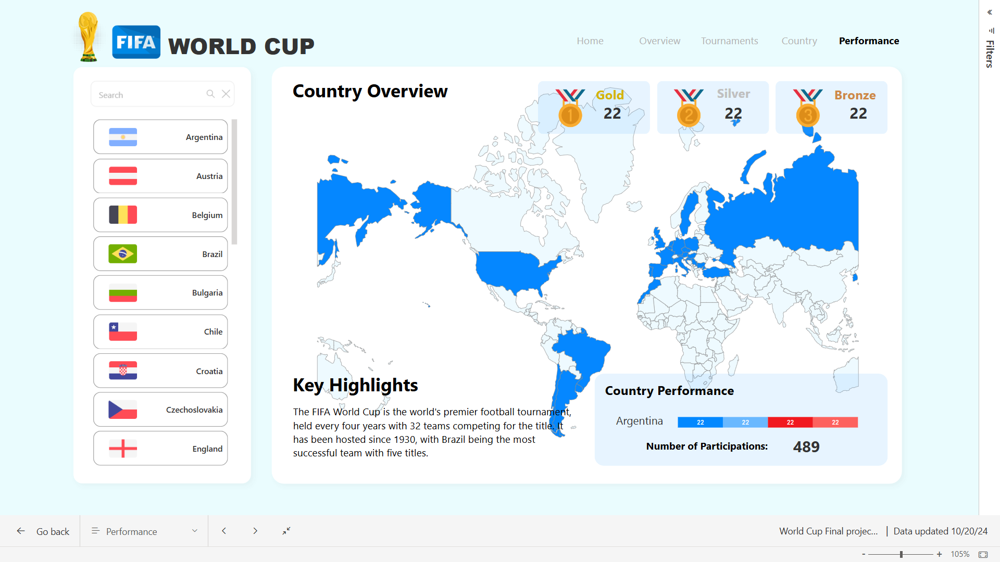 FIFA WORLD CUP
Home
Overview
Tournaments
Country
Performance
«
Filters
Search
Argentina
Austria
Belgium
Brazil
Bulgaria
Chile
Croatia
Czechoslovakia
England
Country Overview
1
Gold
22
2
Silver
22
3
Bronze
22
Key Highlights
The FIFA World Cup is the world's premier football tournament,
held every four years with 32 teams competing for the title. It
has been hosted since 1930, with Brazil being the most
successful team with five titles.
Country Performance
Argentina 22 22 22 22
Number of Participations: 489
Go back
Performance
World Cup Final projec... | Data updated 10/20/24
- + 105%